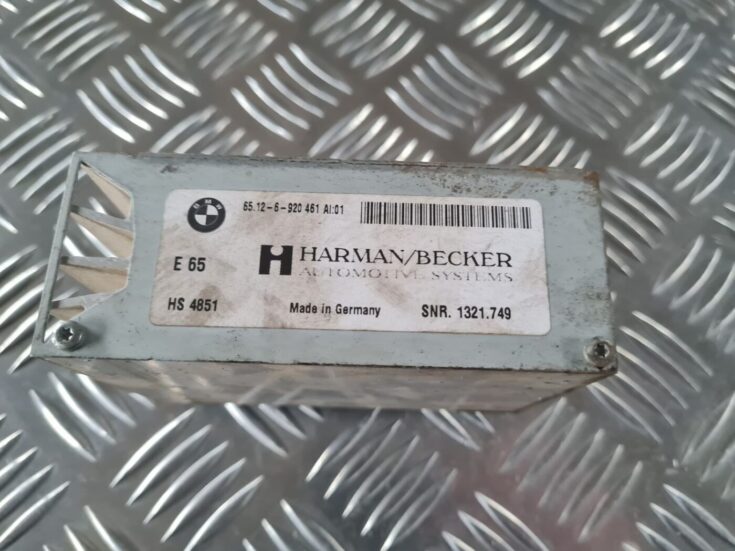 65.12-6-920 461 AI:01
E 65
HARMAN/BECKER
AUTOMOTIVE SYSTEMS
HS 4851
Made in Germany
SNR. 1321.749